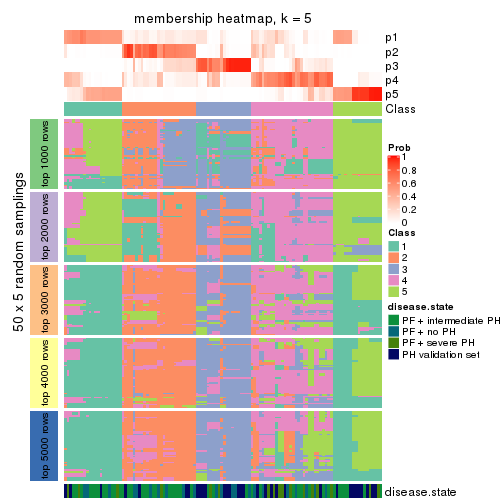 membership heatmap, k = 5
p1
p2
p3
p4
p5
Class
50 x 5 random samplings
top 1000 rows
top 2000 rows
top 3000 rows
top 4000 rows
top 5000 rows
disease.state
Prob
1
0.8
0.6
0.4
0.2
0
Class
1
2
3
4
5
disease.state
PF+ intermediate PH
PF+ no PH
PF+ severe PH
PH validation set